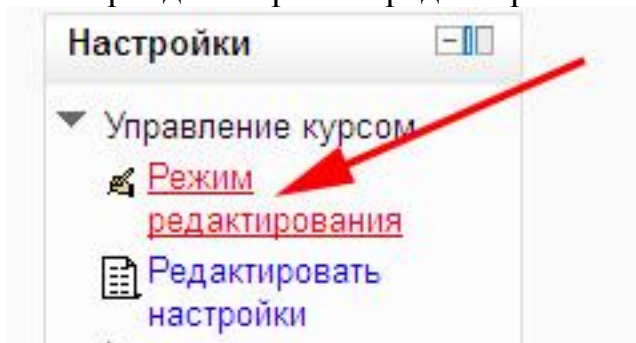 Настройки
Управление курсом
Режим
редактирования
Редактировать
настройки